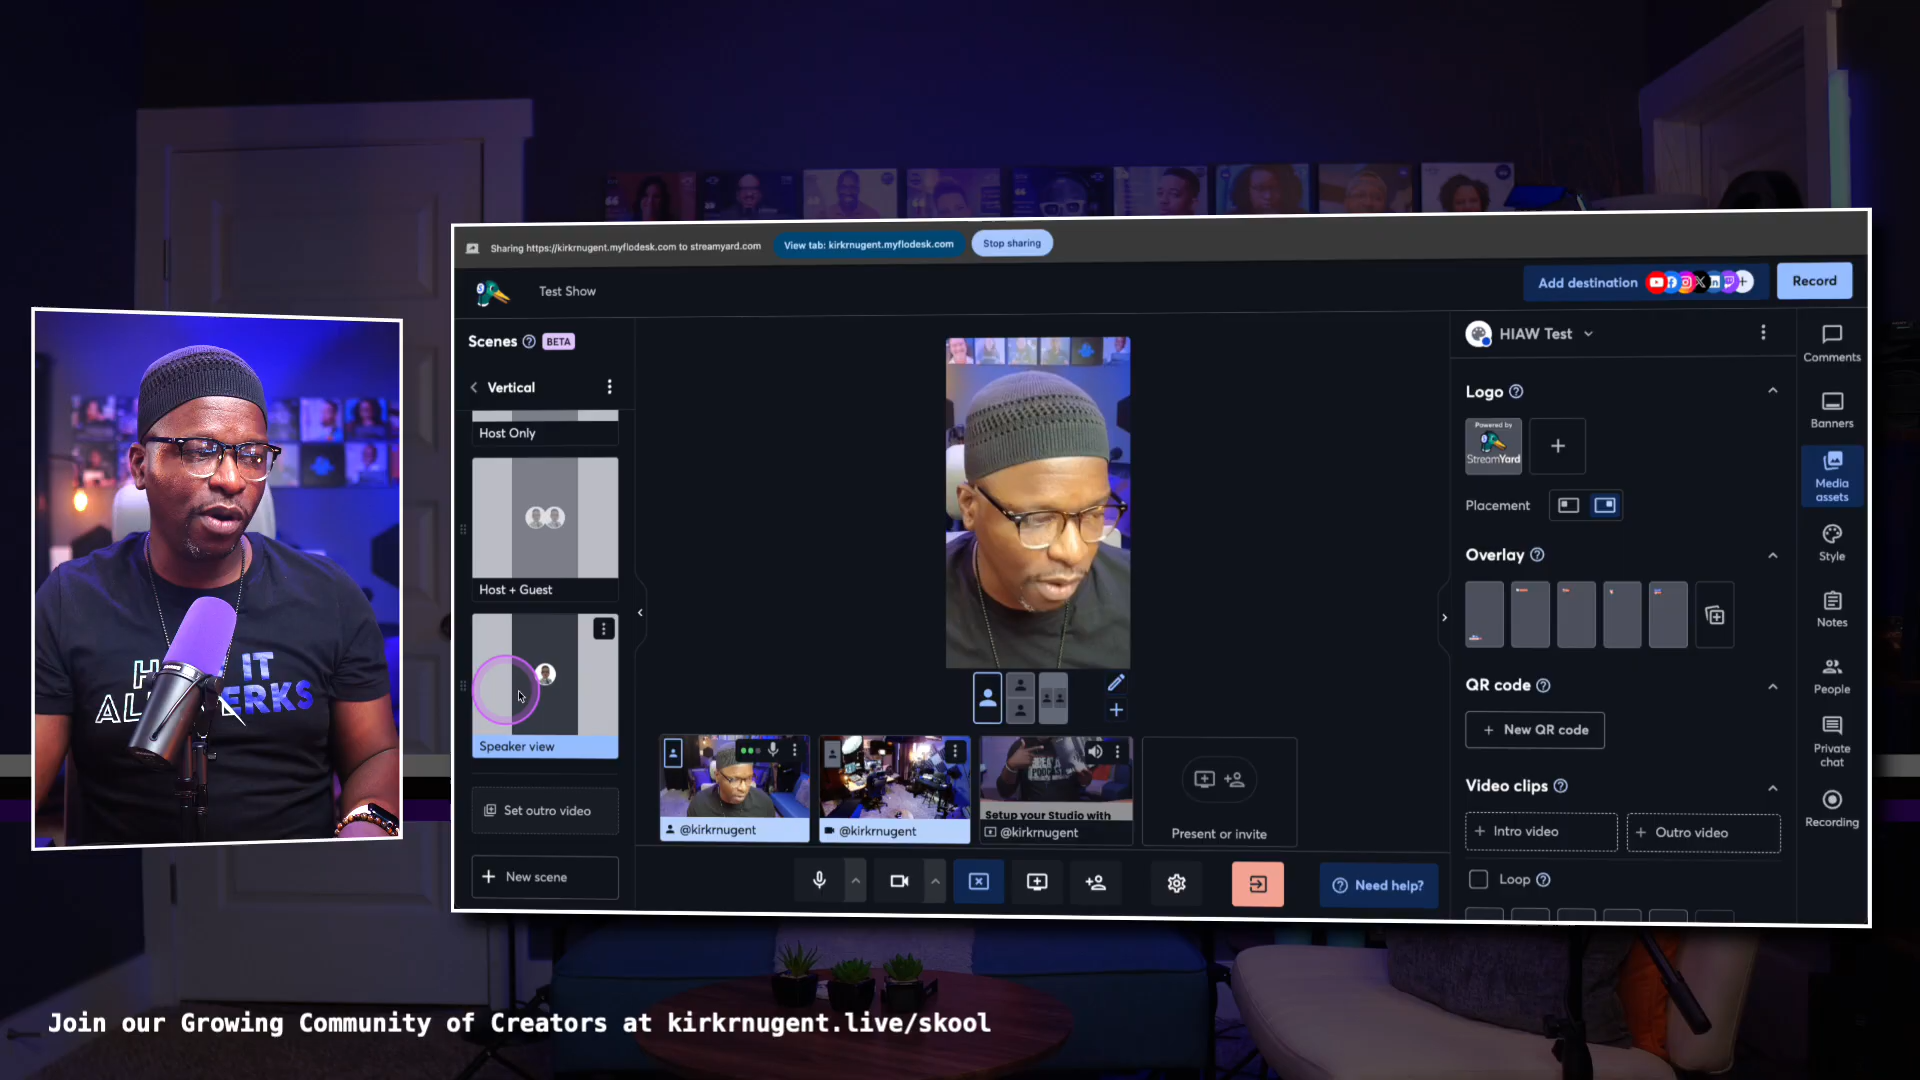 Sharing https://kirkrnugent.myflodesk.com to streamyard.com
View tab: kirkrnugent.myflodesk.com
Stop sharing
Test Show
Add destination
Record
Scenes
BETA
Vertical
Host Only
Host + Guest
Speaker view
Set outro video
New scene
Setup your Studio with
@kirkrnugent
@kirkrnugent
@kirkrnugent
Present or invite
Need help?
HIAW Test
Logo
Powered by
StreamYard
Placement
Overlay
QR code
New QR code
Video clips
Intro video
Outro video
Loop
Comments
Banners
Media
assets
Style
Notes
People
Private
chat
Recording
IT
Join our Growing Community of Creators at kirkrnugent.live/skool